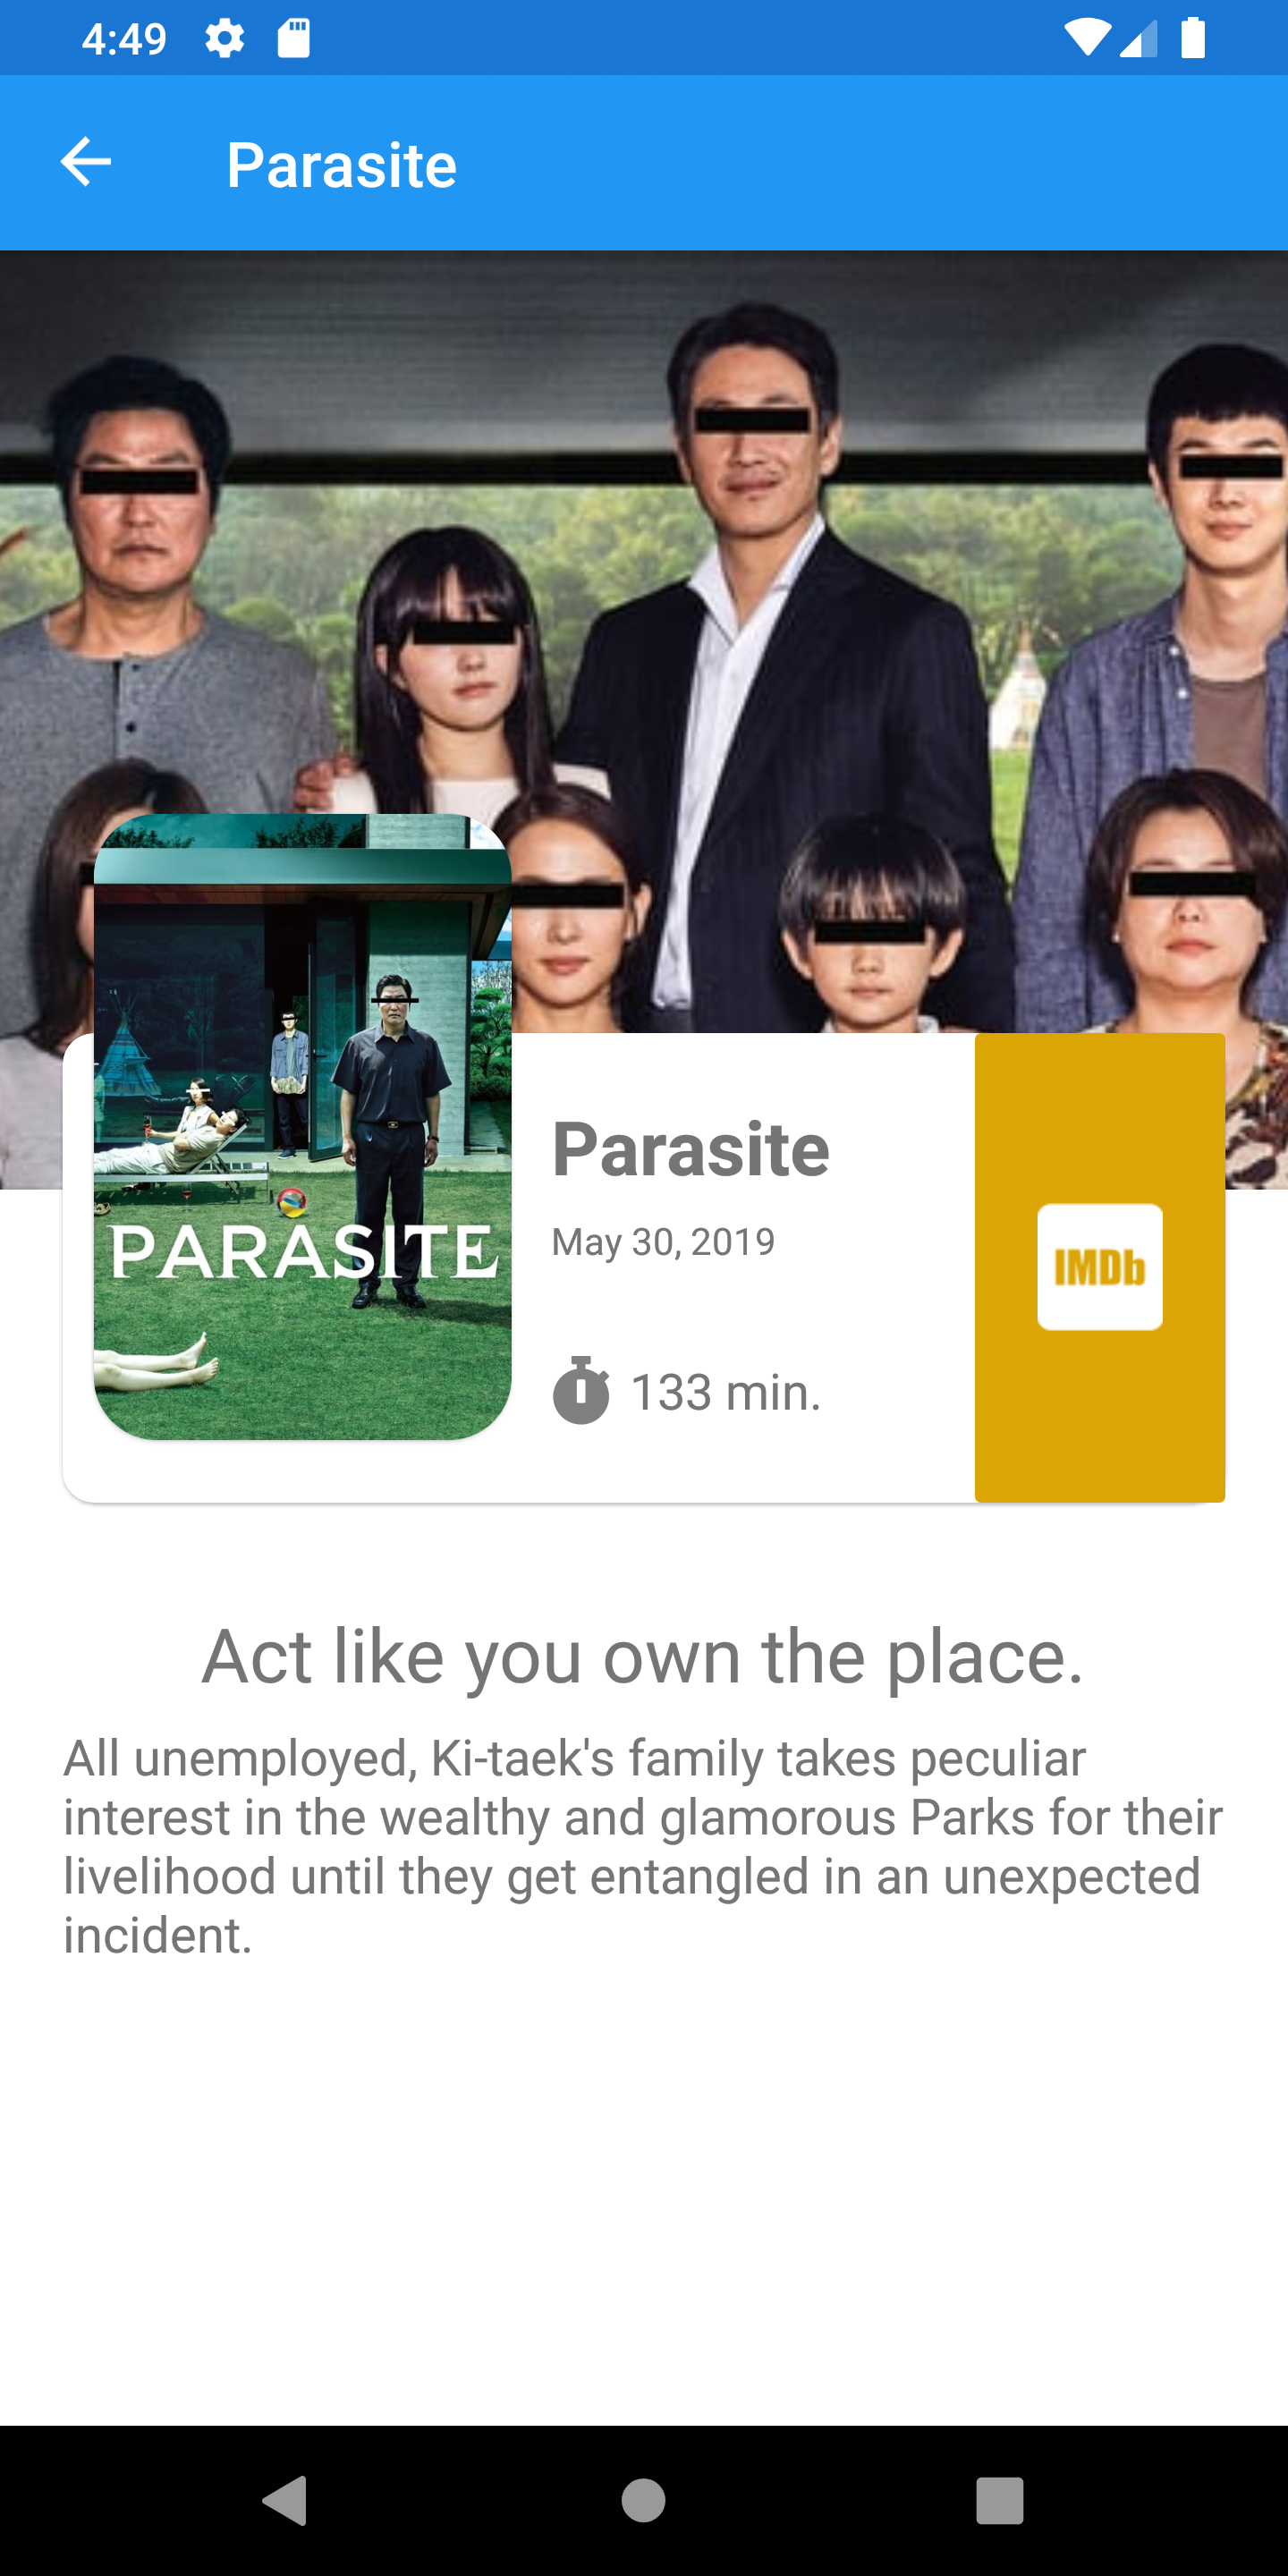 4:49
Parasite
PARASITE
Parasite
May 30, 2019
133 min.
IMDb
Act like you own the place.
All unemployed, Ki-taek's family takes peculiar
interest in the wealthy and glamorous Parks for their
livelihood until they get entangled in an unexpected
incident.